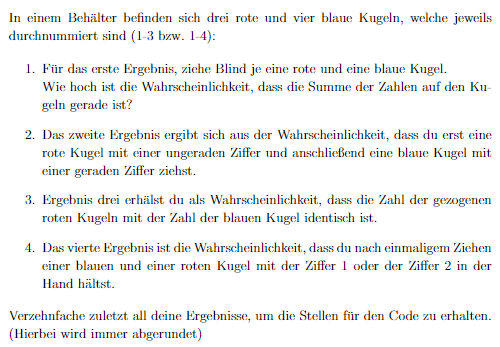 In einem Behälter befinden sich drei rote und vier blaue Kugeln, welche jeweils
durchnummiert sind (1-3 bzw. 1-4):
1. Für das erste Ergebnis, ziehe Blind je eine rote und eine blaue Kugel.
Wie hoch ist die Wahrscheinlichkeit, dass die Summe der Zahlen auf den Ku-
geln gerade ist?
2. Das zweite Ergebnis ergibt sich aus der Wahrscheinlichkeit, dass du erst eine
rote Kugel mit einer ungeraden Ziffer und anschließend eine blaue Kugel mit
einer geraden Ziffer ziehst.
3. Ergebnis drei erhälst du als Wahrscheinlichkeit, dass die Zahl der gezogenen
roten Kugeln mit der Zahl der blauen Kugel identisch ist.
4. Das vierte Ergebnis ist die Wahrscheinlichkeit, dass du nach einmaligem Ziehen
einer blauen und einer roten Kugel mit der Ziffer 1 oder der Ziffer 2 in der
Hand hältst.
Verzehnfache zuletzt all deine Ergebnisse, um die Stellen für den Code zu erhalten.
(Hierbei wird immer abgerundet)